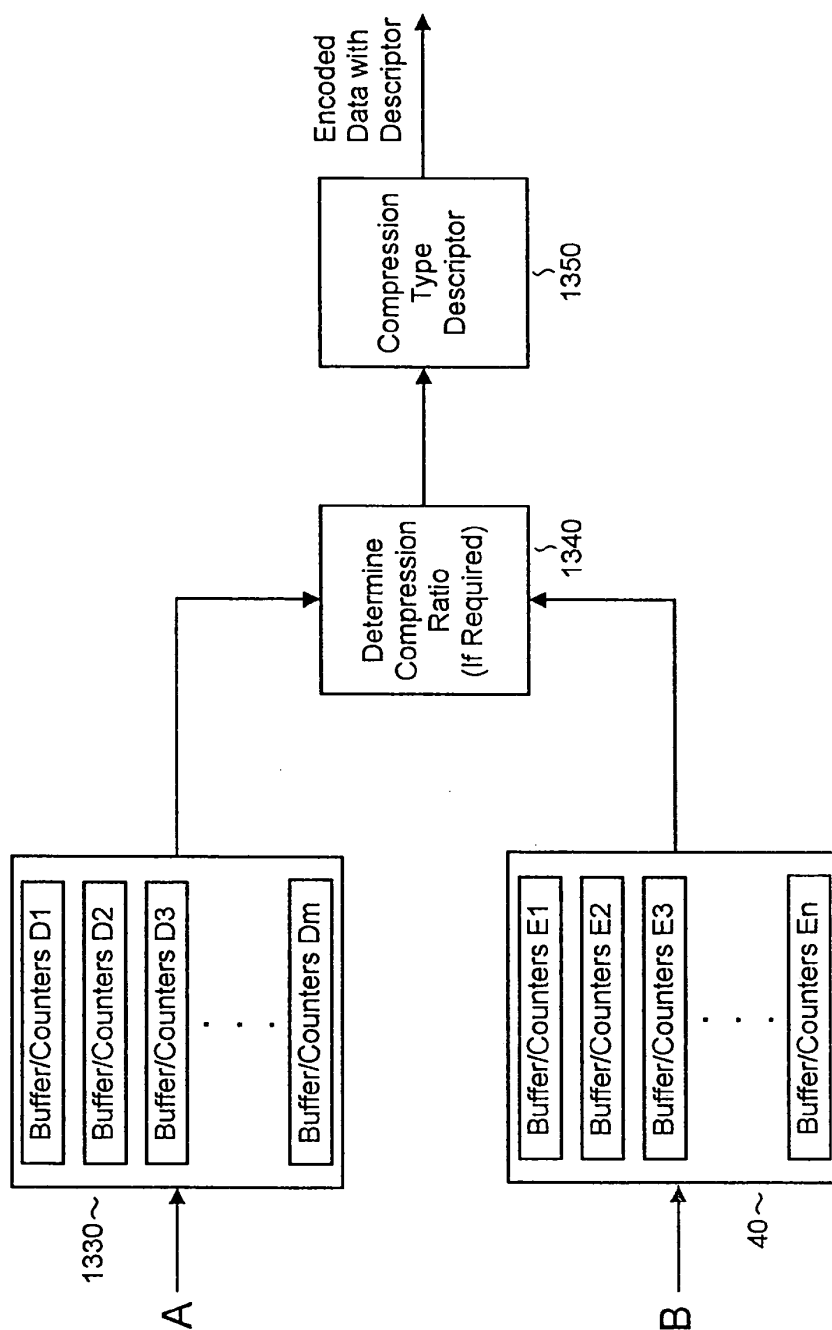 A
1330
Buffer/Counters D1
Buffer/Counters D2
Buffer/Counters D3
. . .
Buffer/Counters Dm
B
40
Buffer/Counters E1
Buffer/Counters E2
Buffer/Counters E3
. . .
Buffer/Counters En
Determine
Compression
Ratio
(If Required)
1340
Compression
Type
Descriptor
1350
Encoded
Data with
Descriptor